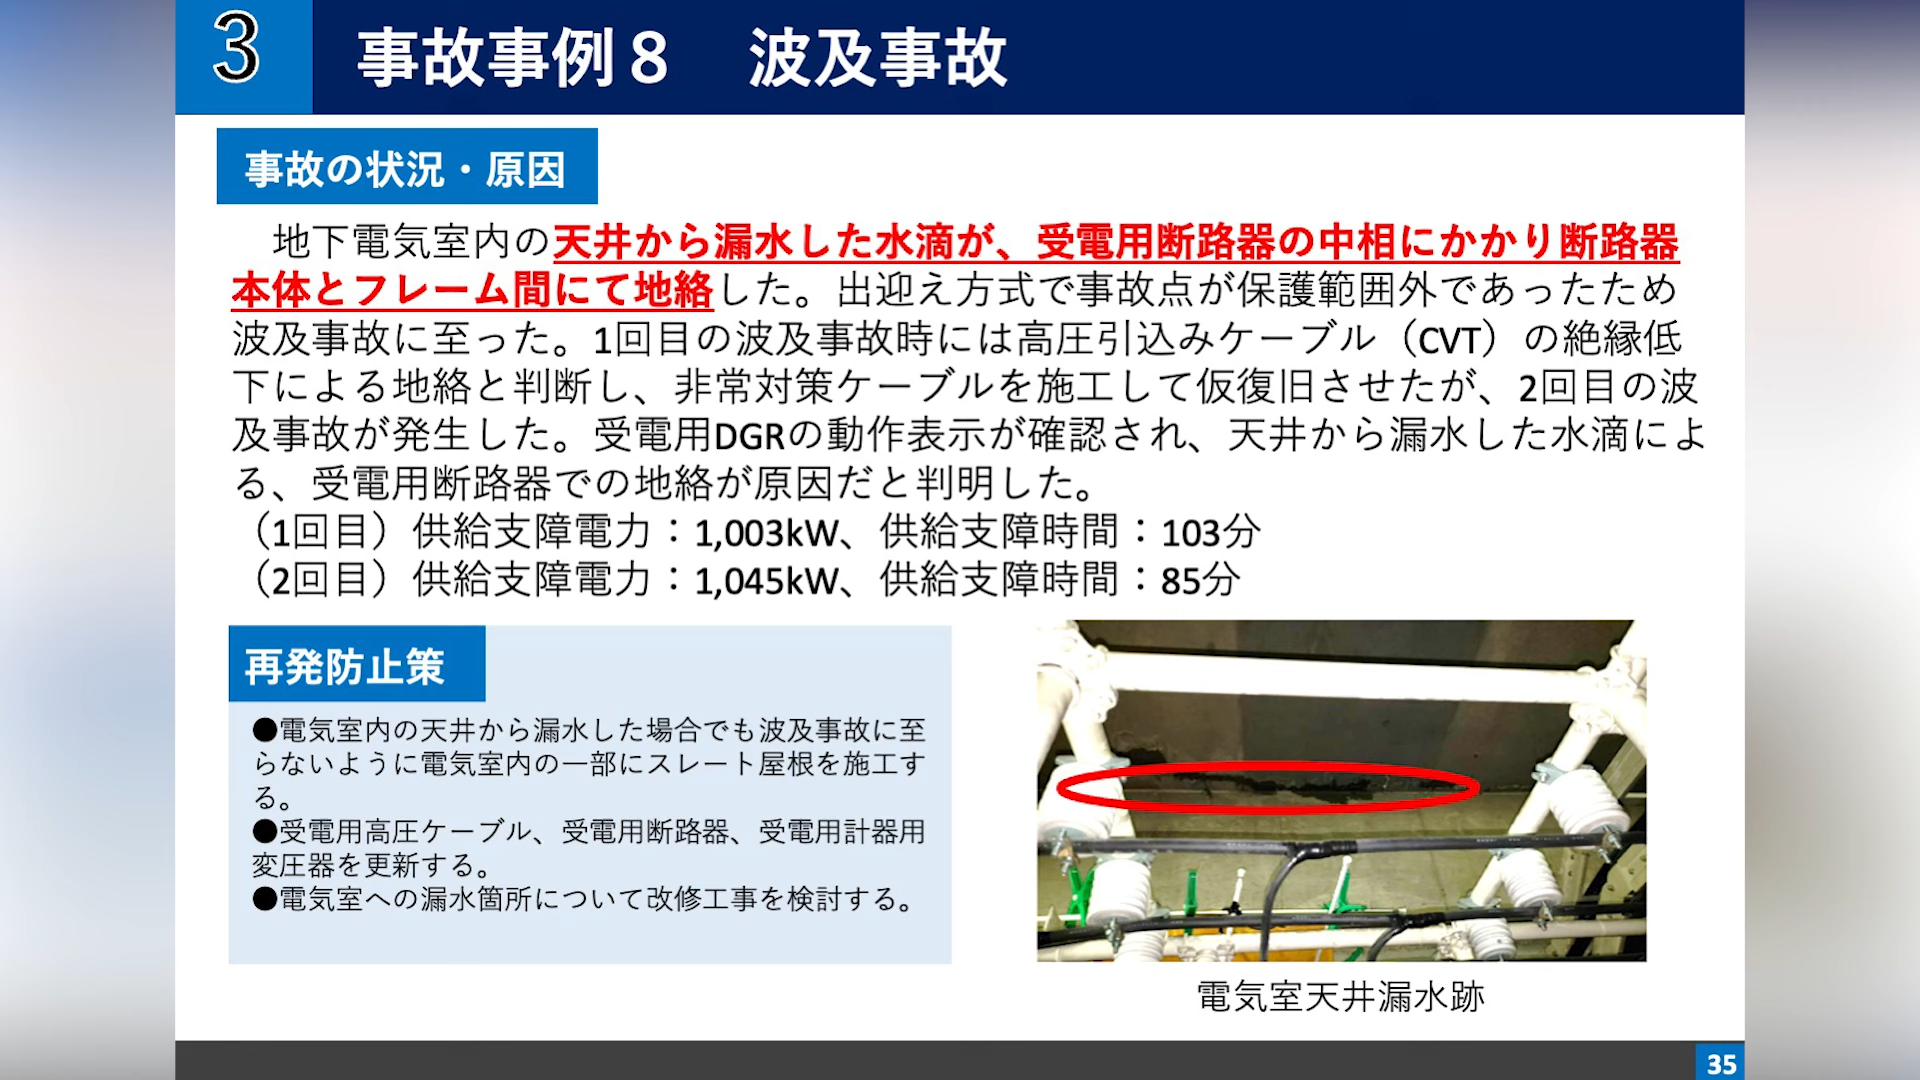 3
事故事例８　波及事故
事故の状況・原因
地下電気室内の天井から漏水した水滴が、受電用断路器の中相にかかり断路器
本体とフレーム間にて地絡した。出迎え方式で事故点が保護範囲外であったため
波及事故に至った。1回目の波及事故時には高圧引込みケーブル（CVT）の絶縁低
下による地絡と判断し、非常対策ケーブルを施工して仮復旧させたが、2回目の波
及事故が発生した。受電用DGRの動作表示が確認され、天井から漏水した水滴によ
る、受電用断路器での地絡が原因だと判明した。
（1回目）供給支障電力：1,003kW、供給支障時間：103分
（2回目）供給支障電力：1,045kW、供給支障時間：85分
再発防止策
●電気室内の天井から漏水した場合でも波及事故に至
らないように電気室内の一部にスレート屋根を施工す
る。
●受電用高圧ケーブル、受電用断路器、受電用計器用
変圧器を更新する。
●電気室への漏水箇所について改修工事を検討する。
電気室天井漏水跡
35